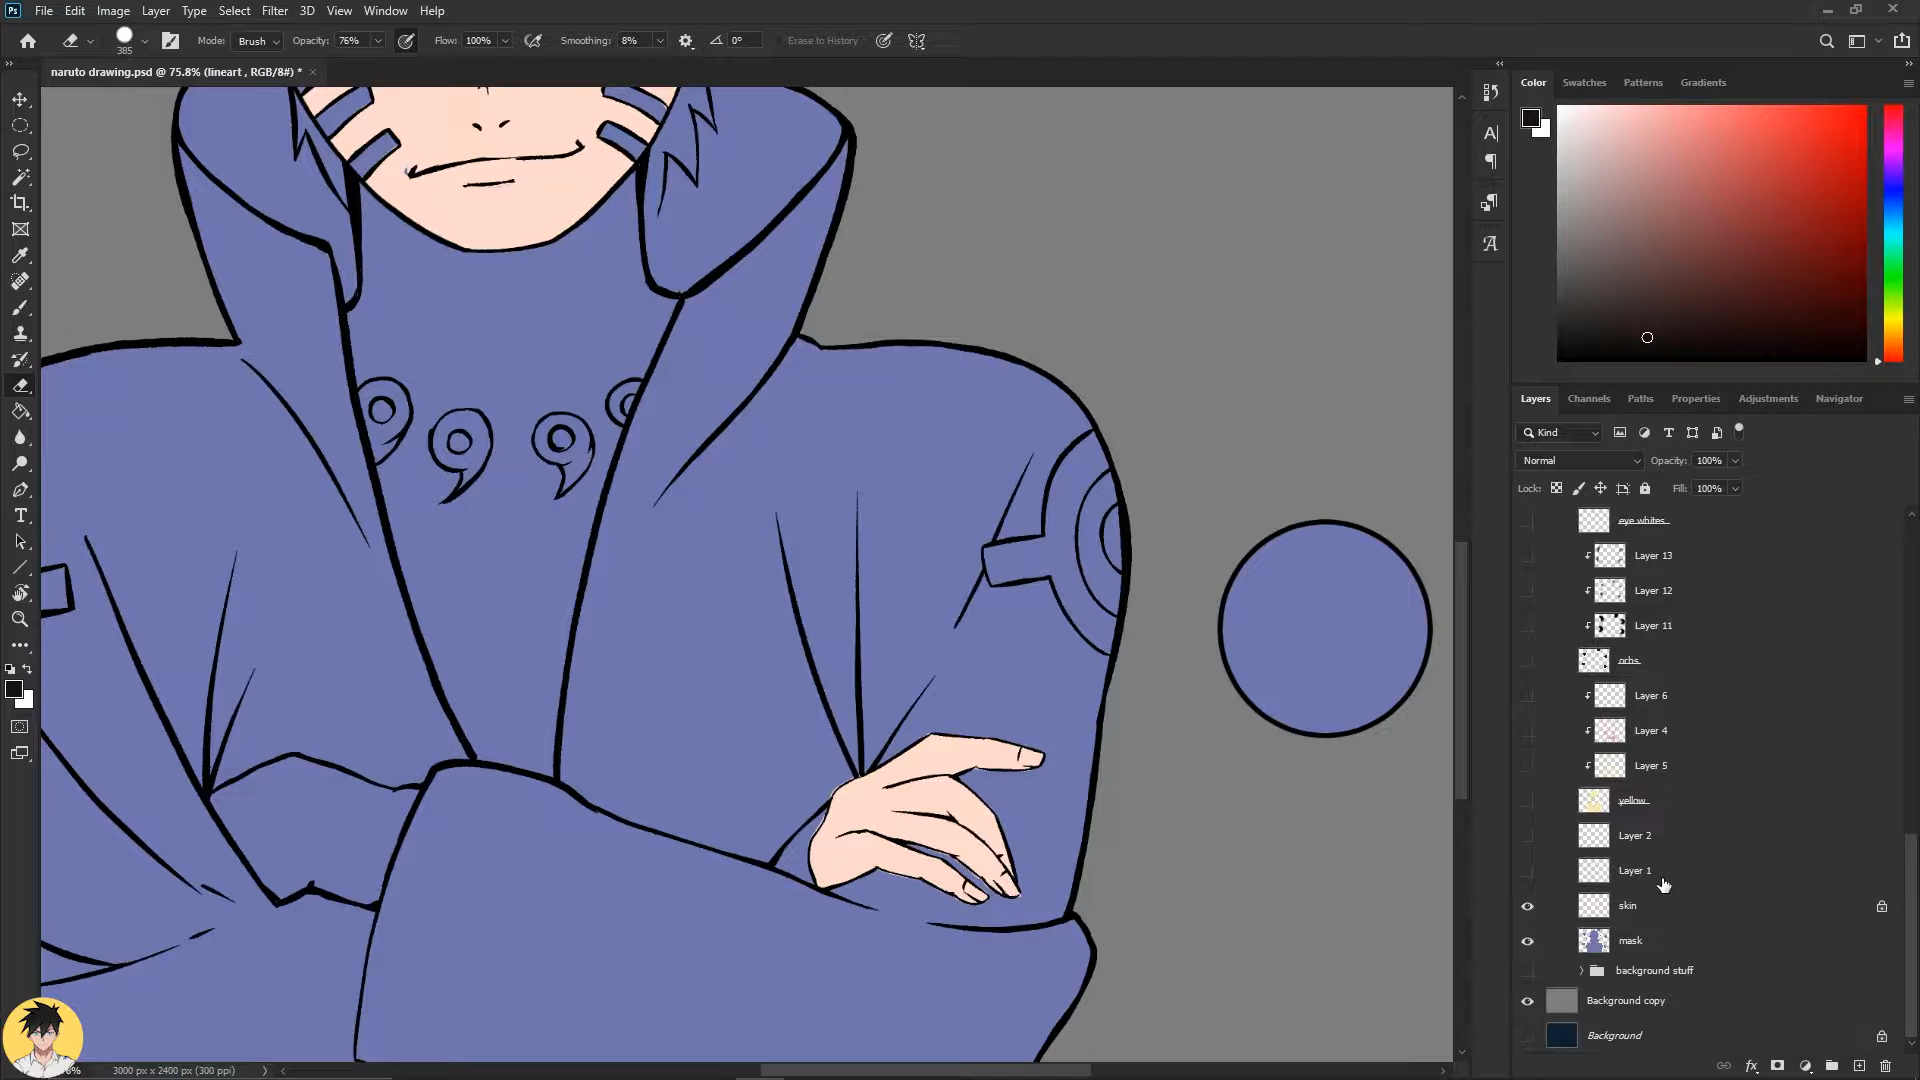 Ps File Edit Image Layer Type Select Filter 3D View Window Help
385 Mode: Brush Opacity: 76% Flow: 100% Smoothing: 8% 0° Erase to History
naruto drawing.psd @ 75.8% (lineart , RGB/8#) * ×
Color Swatches Patterns Gradients
Layers Channels Paths Properties Adjustments Navigator
Kind
Normal Opacity: 100%
Lock: Fill: 100%
eye whites
Layer 13
Layer 12
Layer 11
orbs
Layer 6
Layer 4
Layer 5
yellow
Layer 2
Layer 1
skin
mask
background stuff
Background copy
Background
3000 px x 2400 px (300 ppi)